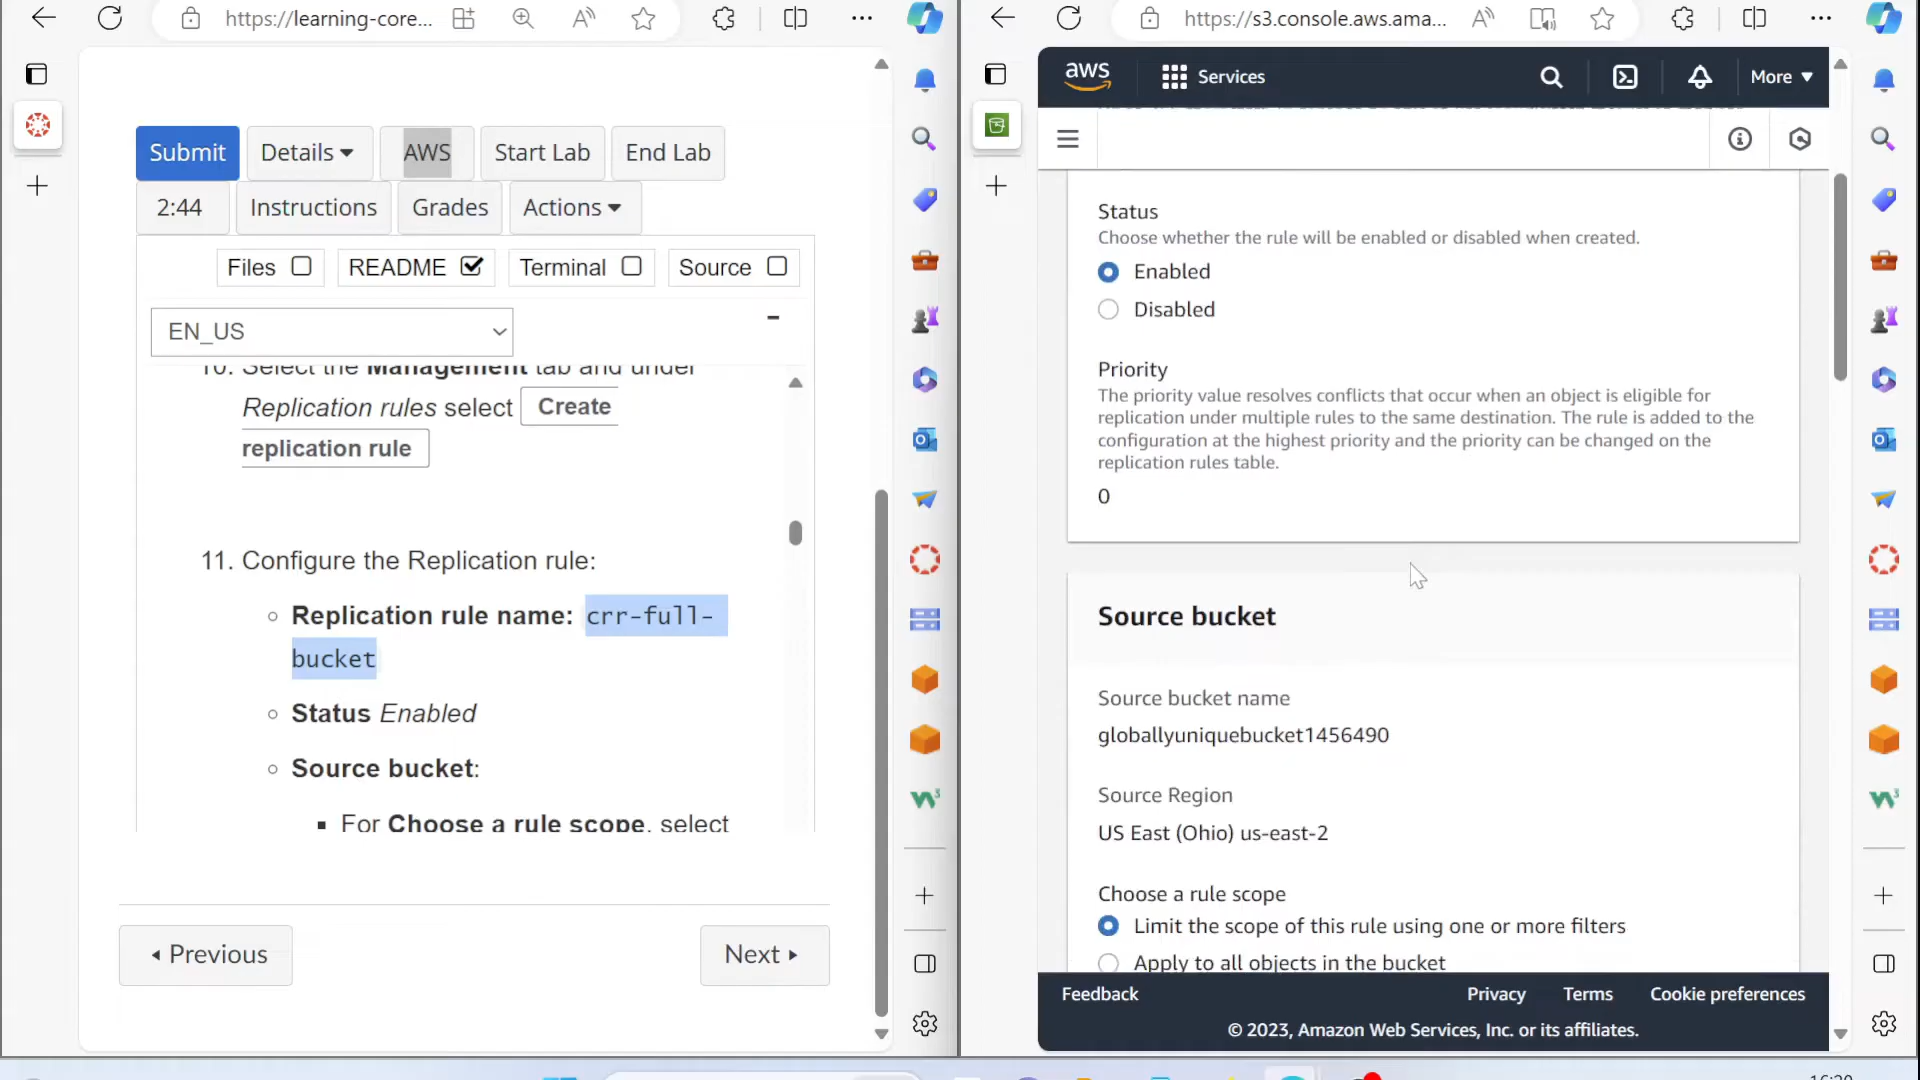 https://learning-core...
Submit
Details
AWS
Start Lab
End Lab
2:44
Instructions
Grades
Actions
Files
README
Terminal
Source
EN_US
10. Select the Management tab and under
Replication rules select Create
replication rule
11. Configure the Replication rule:
Replication rule name: crr-full-
bucket
Status Enabled
Source bucket:
For Choose a rule scope, select
Previous
Next
https://s3.console.aws.ama...
aws
Services
More
Status
Choose whether the rule will be enabled or disabled when created.
Enabled
Disabled
Priority
The priority value resolves conflicts that occur when an object is eligible for
replication under multiple rules to the same destination. The rule is added to the
configuration at the highest priority and the priority can be changed on the
replication rules table.
0
Source bucket
Source bucket name
globallyuniquebucket1456490
Source Region
US East (Ohio) us-east-2
Choose a rule scope
Limit the scope of this rule using one or more filters
Apply to all objects in the bucket
Feedback
Privacy
Terms
Cookie preferences
© 2023, Amazon Web Services, Inc. or its affiliates.